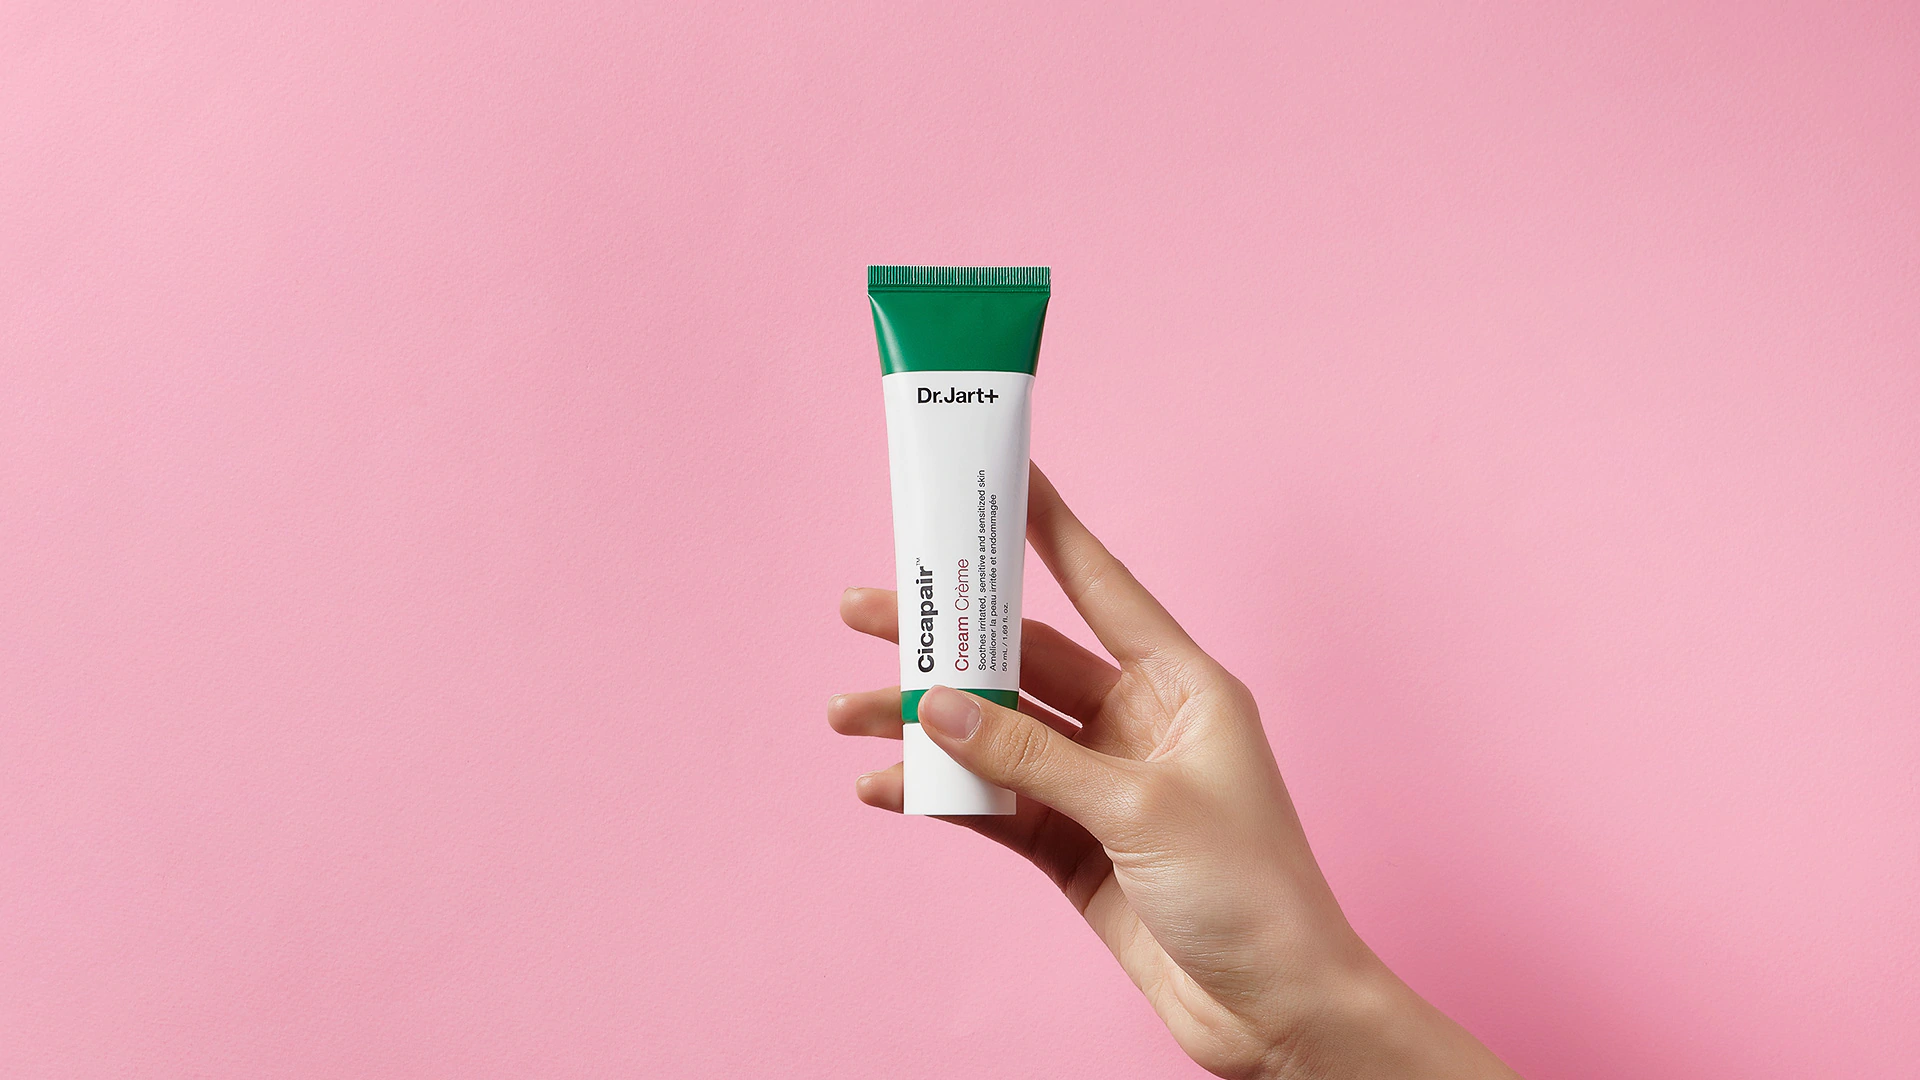 Dr.Jart+
Cicapair™
Cream Crème
Soothes irritated, sensitive and sensitized skin
Améliorer la peau irritée et endommagée
50 mL / 1.69 fl. oz.